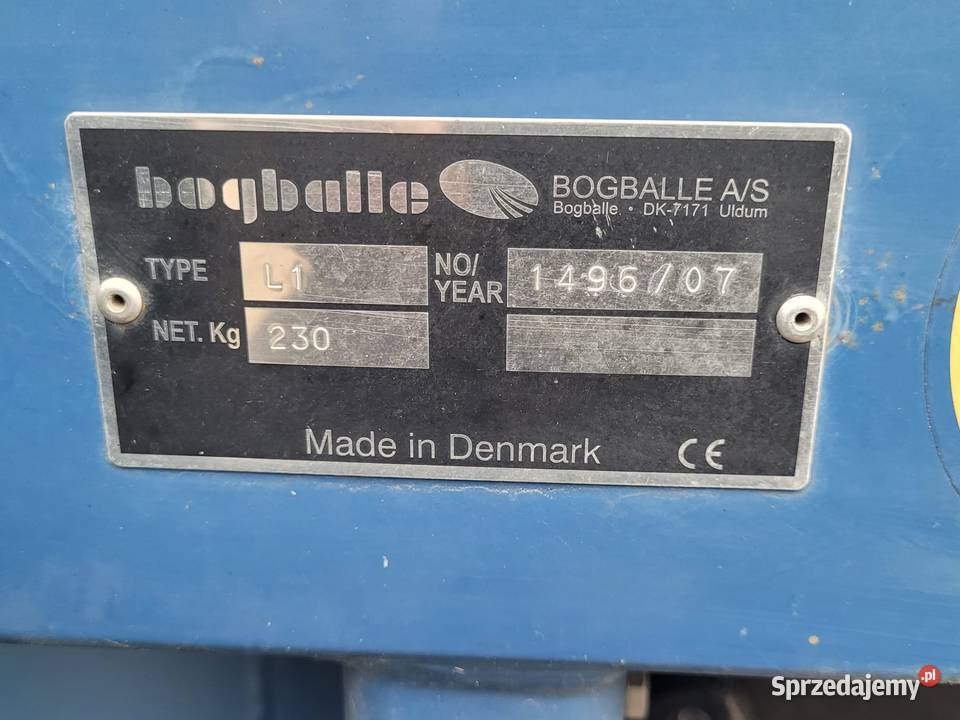 bogballe
BOGBALLE A/S
Bogballe • DK-7171 Uldum
TYPE L1
NO/
YEAR 1496/07
NET. Kg 230
Made in Denmark CE
Sprzedajemy.pl